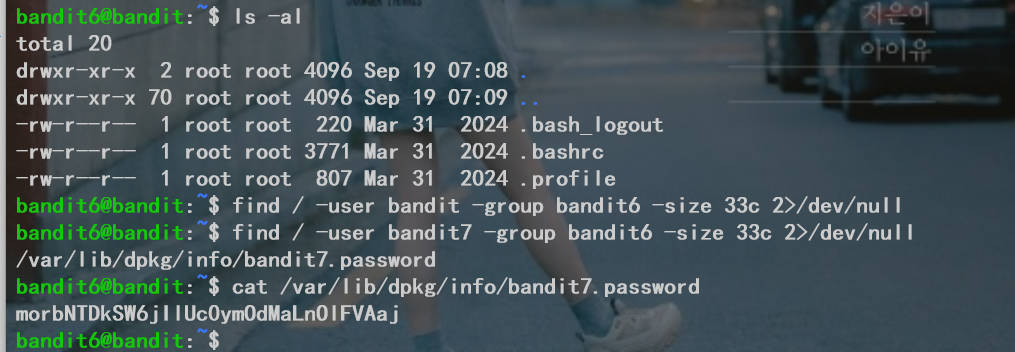 bandit6@bandit:~$ ls -al
total 20
drwxr-xr-x  2 root root 4096 Sep 19 07:08 .
drwxr-xr-x 70 root root 4096 Sep 19 07:09 ..
-rw-r--r--  1 root root  220 Mar 31  2024 .bash_logout
-rw-r--r--  1 root root 3771 Mar 31  2024 .bashrc
-rw-r--r--  1 root root  807 Mar 31  2024 .profile
bandit6@bandit:~$ find / -user bandit -group bandit6 -size 33c 2>/dev/null
bandit6@bandit:~$ find / -user bandit7 -group bandit6 -size 33c 2>/dev/null
/var/lib/dpkg/info/bandit7.password
bandit6@bandit:~$ cat /var/lib/dpkg/info/bandit7.password
morbNTDkSW6jIlUcOymOdMaLnOlFVAaj
bandit6@bandit:~$
지은이
아이유